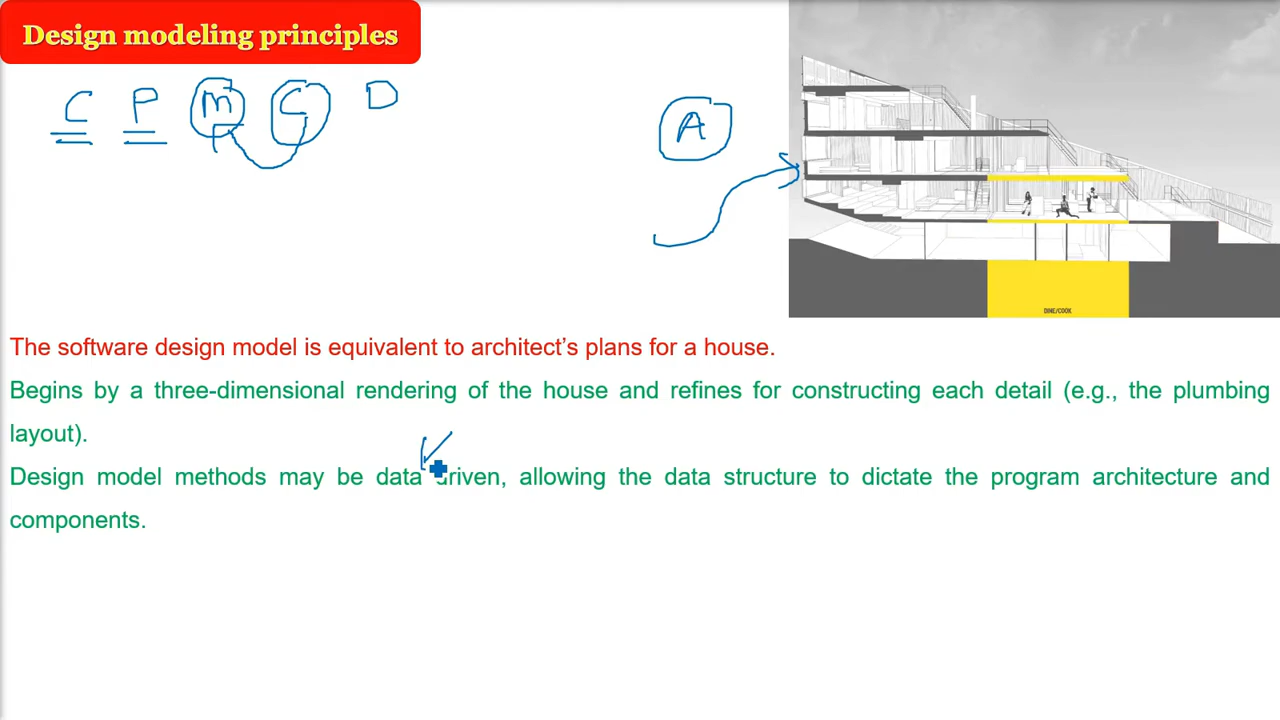 Design modeling principles
C P M C D
A
DINE/COOK
The software design model is equivalent to architect's plans for a house.
Begins by a three-dimensional rendering of the house and refines for constructing each detail (e.g., the plumbing
layout).
Design model methods may be data driven, allowing the data structure to dictate the program architecture and
components.